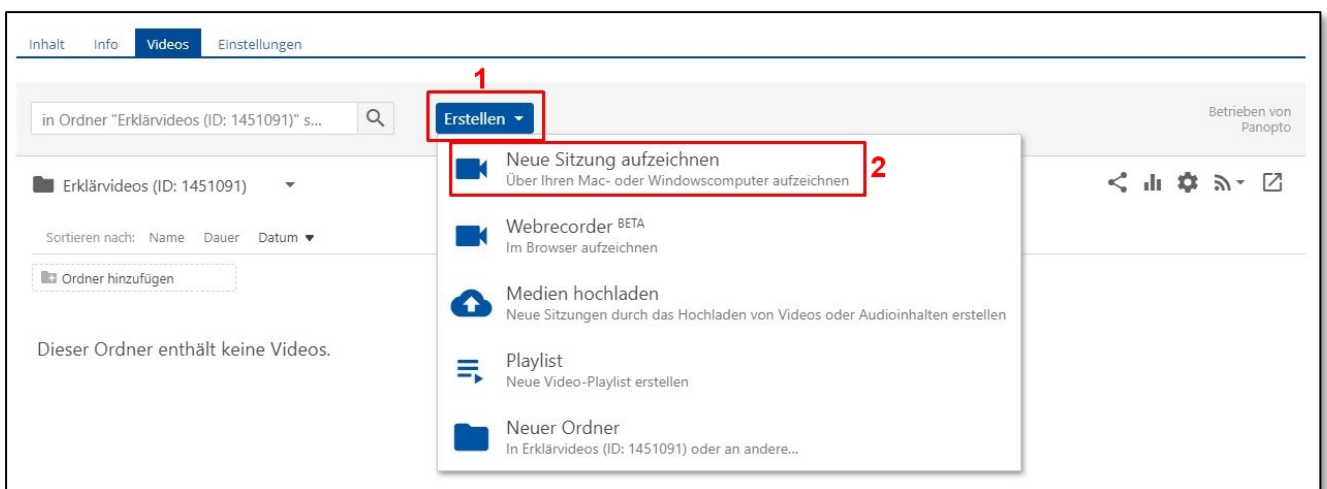 Inhalt Info Videos Einstellungen
1
in Ordner "Erklärvideos (ID: 1451091)" s...
Erstellen
Betrieben von
Panopto
Neue Sitzung aufzeichnen
Über Ihren Mac- oder Windowscomputer aufzeichnen
2
Erklärvideos (ID: 1451091)
Webrecorder BETA
Im Browser aufzeichnen
Sortieren nach: Name Dauer Datum
Ordner hinzufügen
Medien hochladen
Neue Sitzungen durch das Hochladen von Videos oder Audioinhalten erstellen
Dieser Ordner enthält keine Videos.
Playlist
Neue Video-Playlist erstellen
Neuer Ordner
In Erklärvideos (ID: 1451091) oder an andere...